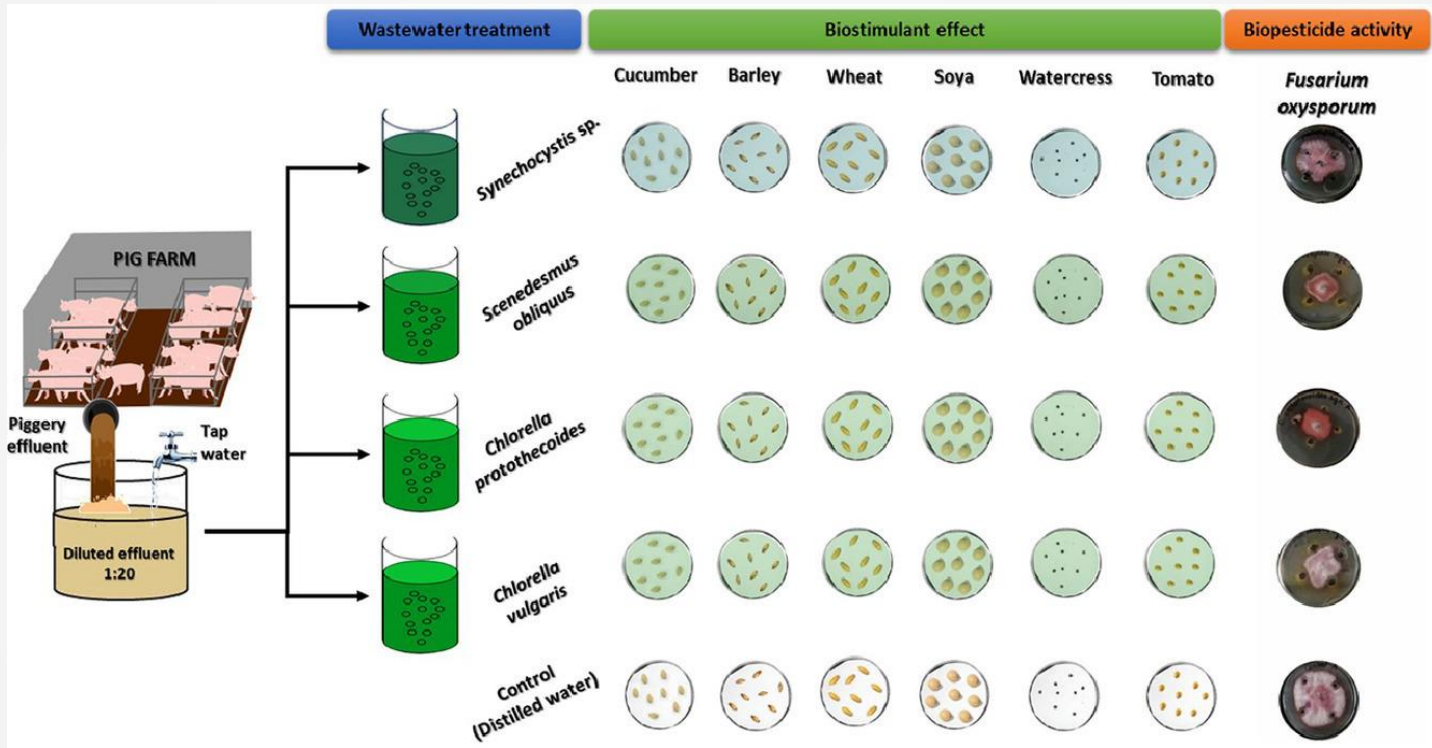 Wastewater treatment
Biostimulant effect
Biopesticide activity
Cucumber
Barley
Wheat
Soya
Watercress
Tomato
Fusarium
oxysporum
Synechocystis sp.
PIG FARM
Scenedesmus
obliquus
Piggery
effluent
Tap
water
Chlorella
protothecoides
Diluted effluent
1:20
Chlorella
vulgaris
Control
(Distilled water)